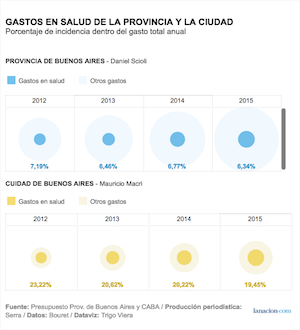 GASTOS EN SALUD DE LA PROVINCIA Y LA CIUDAD
Porcentaje de incidencia dentro del gasto total anual
PROVINCIA DE BUENOS AIRES - Daniel Scioli
Gastos en salud Otros gastos
2012 2013 2014 2015
7,19% 6,46% 6,77% 6,34%
CUIDAD DE BUENOS AIRES - Mauricio Macri
Gastos en salud Otros gastos
2012 2013 2014 2015
23,22% 20,62% 20,22% 19,45%
Fuente: Presupuesto Prov. de Buenos Aires y CABA / Producción periodística:
Serra / Datos: Bouret / Dataviz: Trigo Viera
lanacion.com